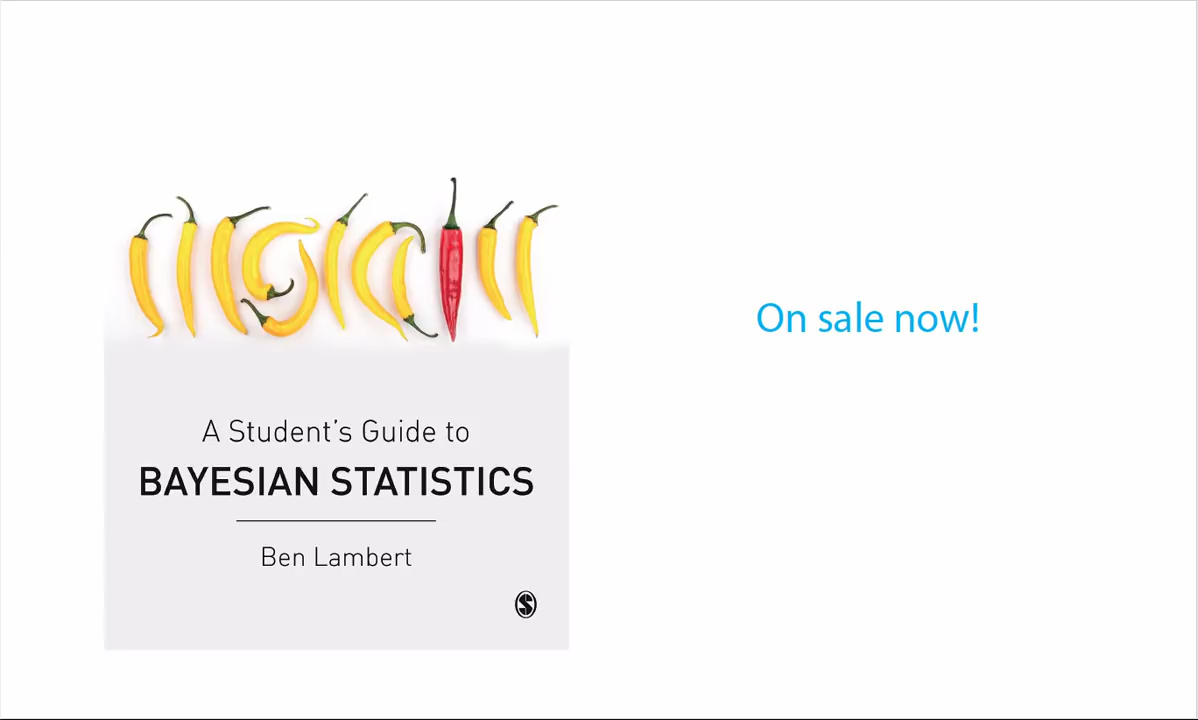 On sale now!
A Student's Guide to
BAYESIAN STATISTICS
Ben Lambert
S